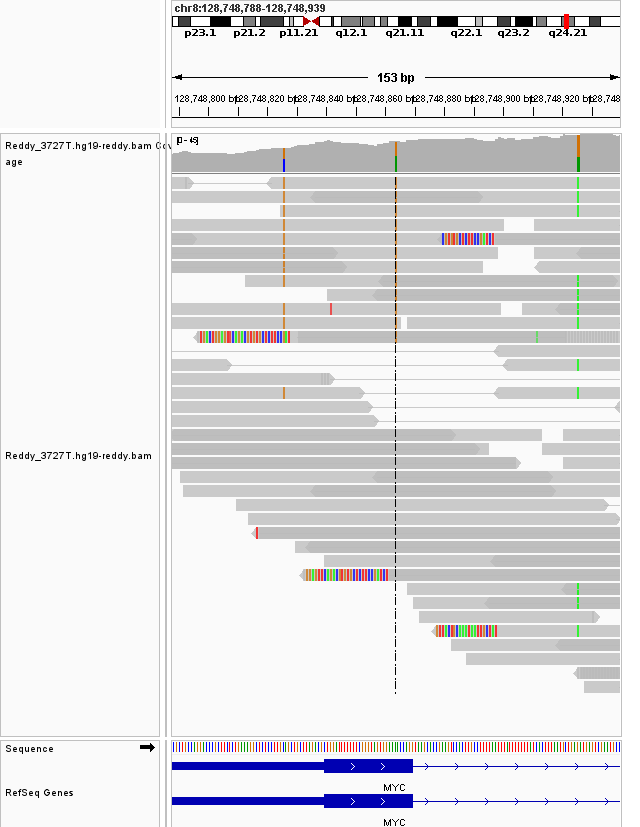 chr8:128,748,788-128,748,939
p23.1 p21.2 p11.21 q12.1 q21.11 q22.1 q23.2 q24.21
153 bp
128,748,800 bp 128,748,820 bp 128,748,840 bp 128,748,860 bp 128,748,880 bp 128,748,900 bp 128,748,920 bp 128,748
Reddy_3727T.hg19-reddy.bam Cov
age
[0 - 45]
Reddy_3727T.hg19-reddy.bam
Sequence
MYC
RefSeq Genes
MYC